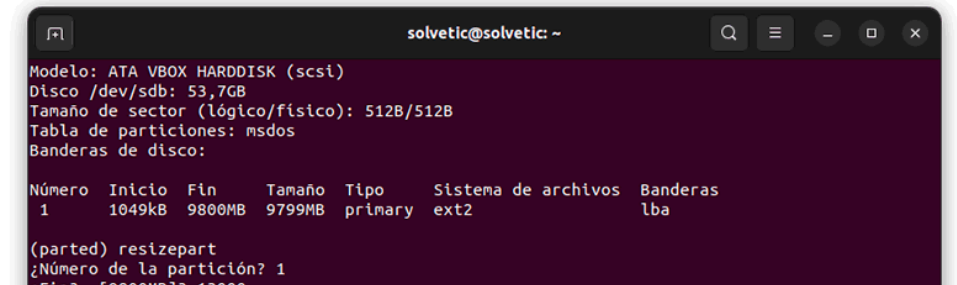 solvetic@solvetic: ~
Modelo: ATA VBOX HARDDISK (scsi)
Disco /dev/sdb: 53,7GB
Tamaño de sector (lógico/físico): 512B/512B
Tabla de particiones: msdos
Banderas de disco:
Número Inicio Fin Tamaño Tipo Sistema de archivos Banderas
1 1049kB 9800MB 9799MB primary ext2 lba
(parted) resizepart
¿Número de la partición? 1